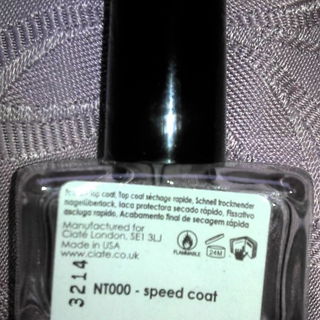 top coat, Top coat séchage rapide, Schnell trocknender
nagelüberlack, laca protectora secado rápido, Fissativo
asciuga rapido, Acabamento final de secagem rápida
Manufactured for
Ciaté London, SE1 3LJ
Made in USA
www.ciate.co.uk
FLAMMABLE
24M
3214
NT000 - speed coat